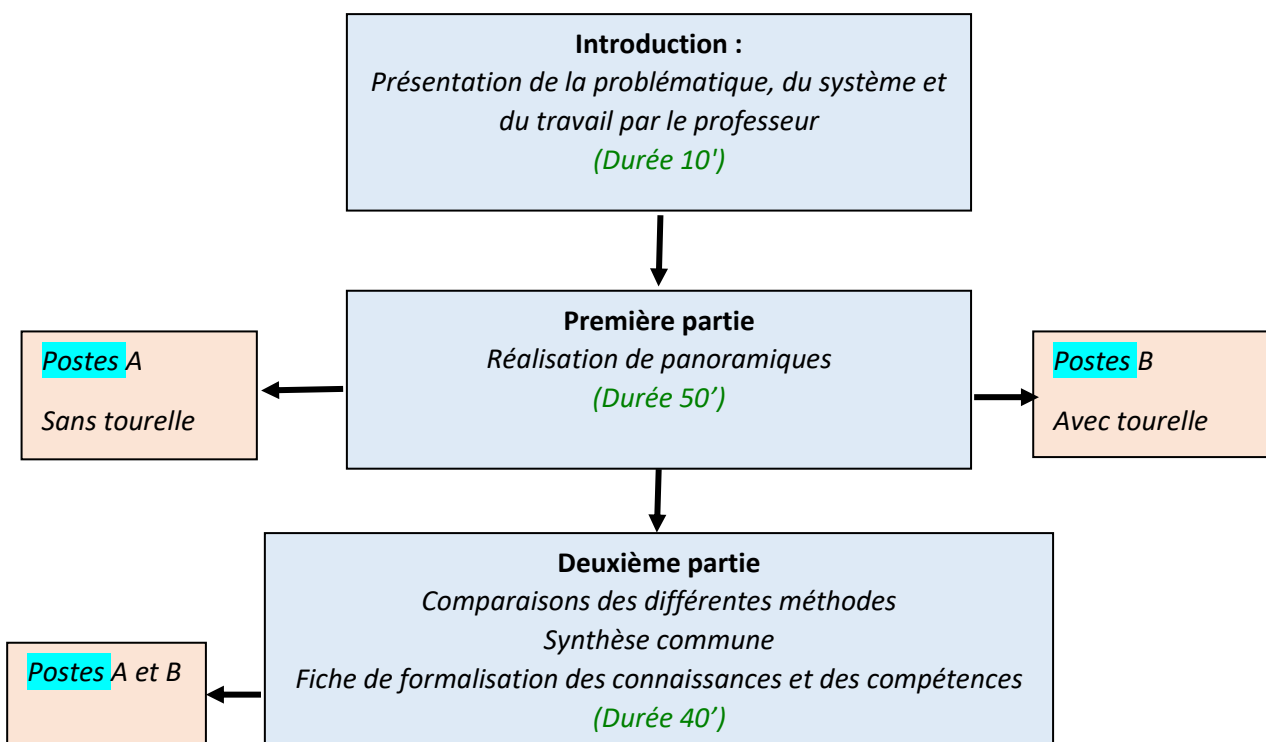 Introduction :
Présentation de la problématique, du système et
du travail par le professeur
(Durée 10')
Première partie
Réalisation de panoramiques
(Durée 50’)
Postes A
Sans tourelle
Postes B
Avec tourelle
Deuxième partie
Comparaisons des différentes méthodes
Synthèse commune
Fiche de formalisation des connaissances et des compétences
(Durée 40’)
Postes A et B